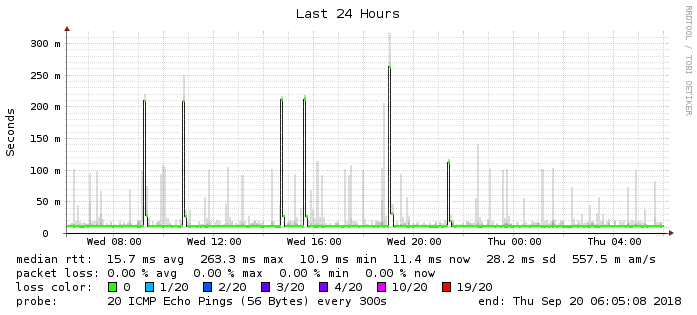 Last 24 Hours
RRDTOOL / TOBI OETIKER
Seconds
300 m
250 m
200 m
150 m
100 m
50 m
0
Wed 08:00 Wed 12:00 Wed 16:00 Wed 20:00 Thu 00:00 Thu 04:00
median rtt: 15.7 ms avg 263.3 ms max 10.9 ms min 11.4 ms now 28.2 ms sd 557.5 m am/s
packet loss: 0.00 % avg 0.00 % max 0.00 % min 0.00 % now
loss color: 0 1/20 2/20 3/20 4/20 10/20 19/20
probe: 20 ICMP Echo Pings (56 Bytes) every 300s end: Thu Sep 20 06:05:08 2018